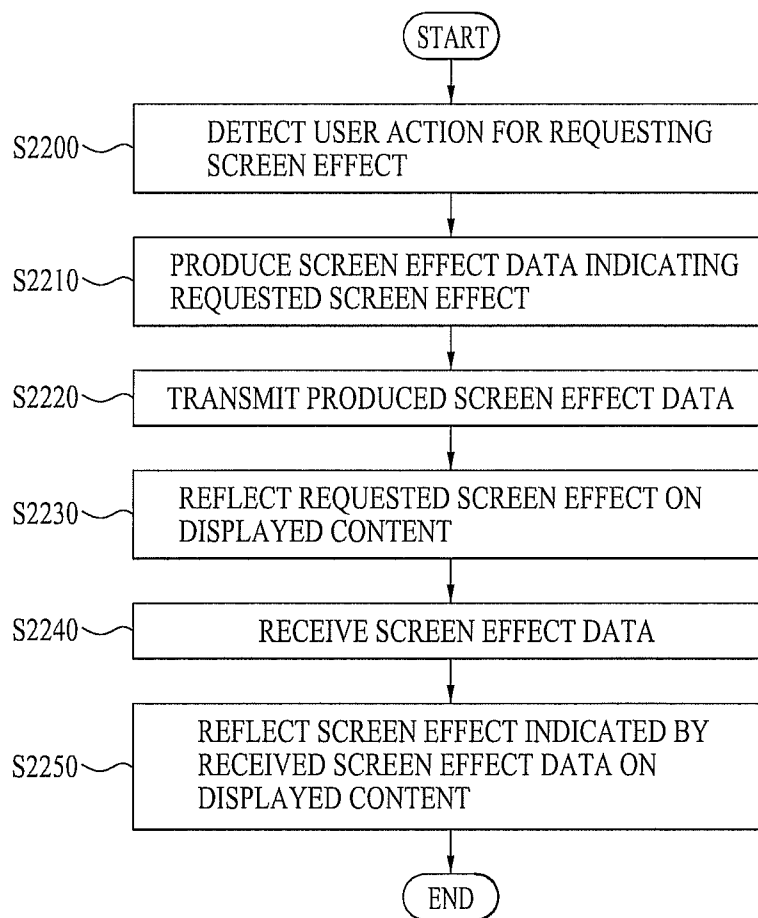 START
S2200
DETECT USER ACTION FOR REQUESTING
SCREEN EFFECT
S2210
PRODUCE SCREEN EFFECT DATA INDICATING
REQUESTED SCREEN EFFECT
S2220
TRANSMIT PRODUCED SCREEN EFFECT DATA
S2230
REFLECT REQUESTED SCREEN EFFECT ON
DISPLAYED CONTENT
S2240
RECEIVE SCREEN EFFECT DATA
S2250
REFLECT SCREEN EFFECT INDICATED BY
RECEIVED SCREEN EFFECT DATA ON
DISPLAYED CONTENT
END